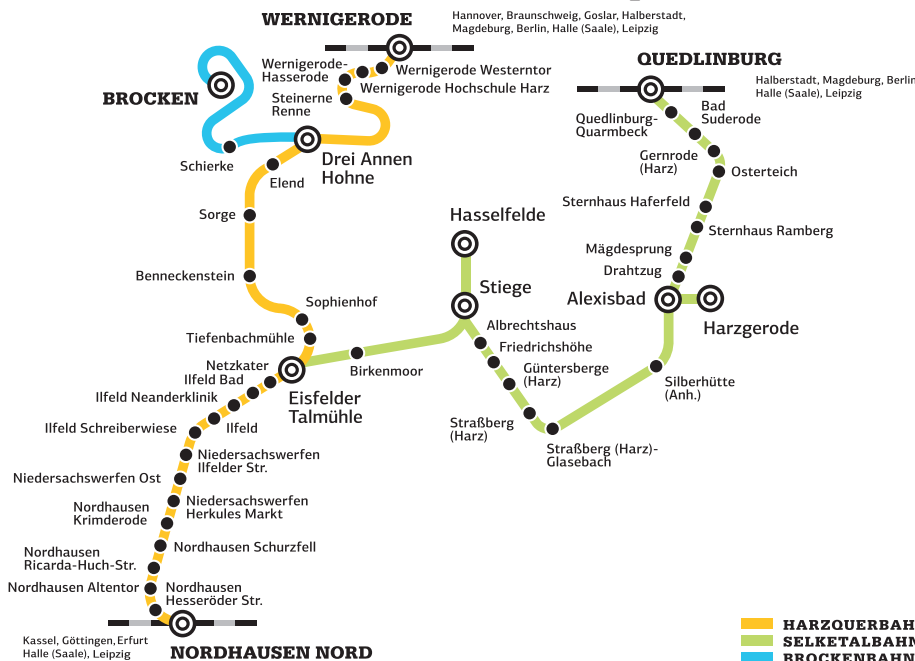 WERNIGERODE
Hannover, Braunschweig, Goslar, Halberstadt,
Magdeburg, Berlin, Halle (Saale), Leipzig
QUEDLINBURG
Halberstadt, Magdeburg, Berlin
Halle (Saale), Leipzig
Wernigerode-
Hasserode
Wernigerode Westerntor
Wernigerode Hochschule Harz
Steinerne
Renne
BROCKEN
Schierke
Drei Annen
Hohne
Elend
Sorge
Benneckenstein
Sophienhof
Tiefenbachmühle
Netzkater
Ilfeld Bad
Ilfeld Neanderklinik
Ilfeld
Ilfeld Schreiberwiese
Eisfelder
Talmühle
Birkenmoor
Quedlinburg-
Quarmbeck
Bad
Suderode
Gernrode
(Harz)
Osterteich
Sternhaus Haferfeld
Sternhaus Ramberg
Mägdesprung
Drahtzug
Alexisbad
Harzgerode
Hasselfelde
Stiege
Albrechtshaus
Friedrichshöhe
Güntersberge
(Harz)
Silberhütte
(Anh.)
Straßberg
(Harz)
Straßberg (Harz)-
Glasebach
Niedersachswerfen
Ilfelder Str.
Niedersachswerfen Ost
Niedersachswerfen
Herkules Markt
Nordhausen
Krimderode
Nordhausen Schurzfell
Nordhausen
Ricarda-Huch-Str.
Nordhausen Altentor
Nordhausen
Hesseröder Str.
Kassel, Göttingen, Erfurt
Halle (Saale), Leipzig
NORDHAUSEN NORD
HARZQUERBAHN
SELKETALBAHN
BROCKENBAHN